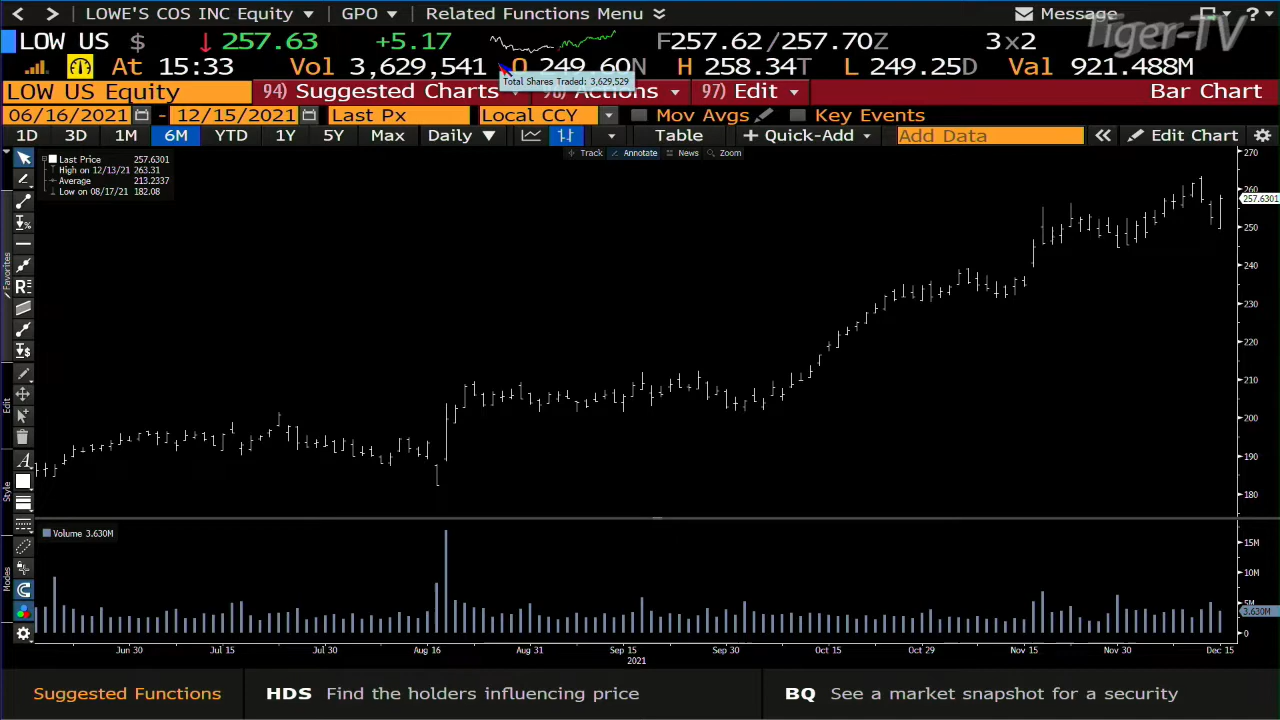 < > LOWE'S COS INC Equity GPO Related Functions Menu Message ?
Tiger-TV
LOW US $ ↓ 257.63 +5.17 F257.62/257.70Z 3x2
At 15:33 Vol 3,629,541 O 249.60N H 258.34T L 249.25D Val 921.488M
Total Shares Traded: 3,629,529
LOW US Equity 94) Suggested Charts Actions 97) Edit Bar Chart
06/16/2021 - 12/15/2021 Last Px Local CCY Mov Avgs Key Events
1D 3D 1M 6M YTD 1Y 5Y Max Daily ▼ Table + Quick-Add Add Data « Edit Chart
Track Annotate News Zoom
Last Price 257.6301
High on 12/13/21 263.31
Average 213.2337
Low on 08/17/21 182.08
270
260
257.6301
250
240
230
220
210
200
190
180
Favorites
Edit
Style
Modes
Volume 3.630M
15M
10M
5M
3.630M
0
Jun 30 Jul 15 Jul 30 Aug 16 Aug 31 Sep 15 Sep 30 Oct 15 Oct 29 Nov 15 Nov 30 Dec 15
2021
Suggested Functions HDS Find the holders influencing price BQ See a market snapshot for a security